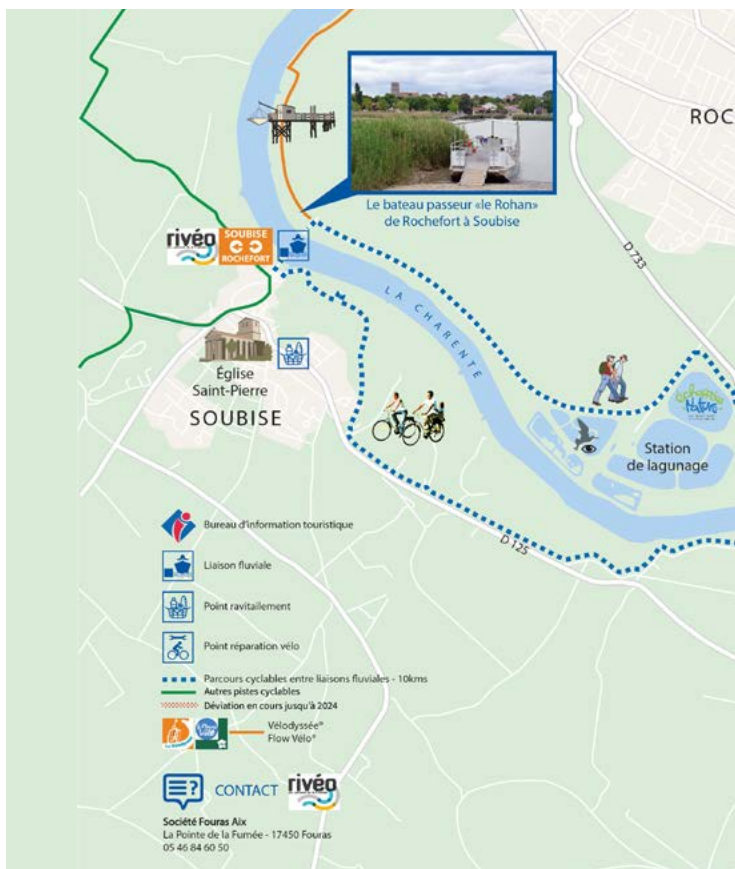 ROC
Le bateau passeur «le Rohan»
de Rochefort à Soubise
D 733
rivéo
SOUBISE
ROCHEFORT
LA CHARENTE
Église
Saint-Pierre
SOUBISE
Station
de lagunage
D 125
Bureau d'information touristique
Liaison fluviale
Point ravitailement
Point réparation vélo
Parcours cyclables entre liaisons fluviales - 10kms
Autres pistes cyclables
Déviation en cours jusqu'à 2024
Vélodyssée®
Flow Vélo®
CONTACT
rivéo
Société Fouras Aix
La Pointe de la Fumée - 17450 Fouras
05 46 84 60 50